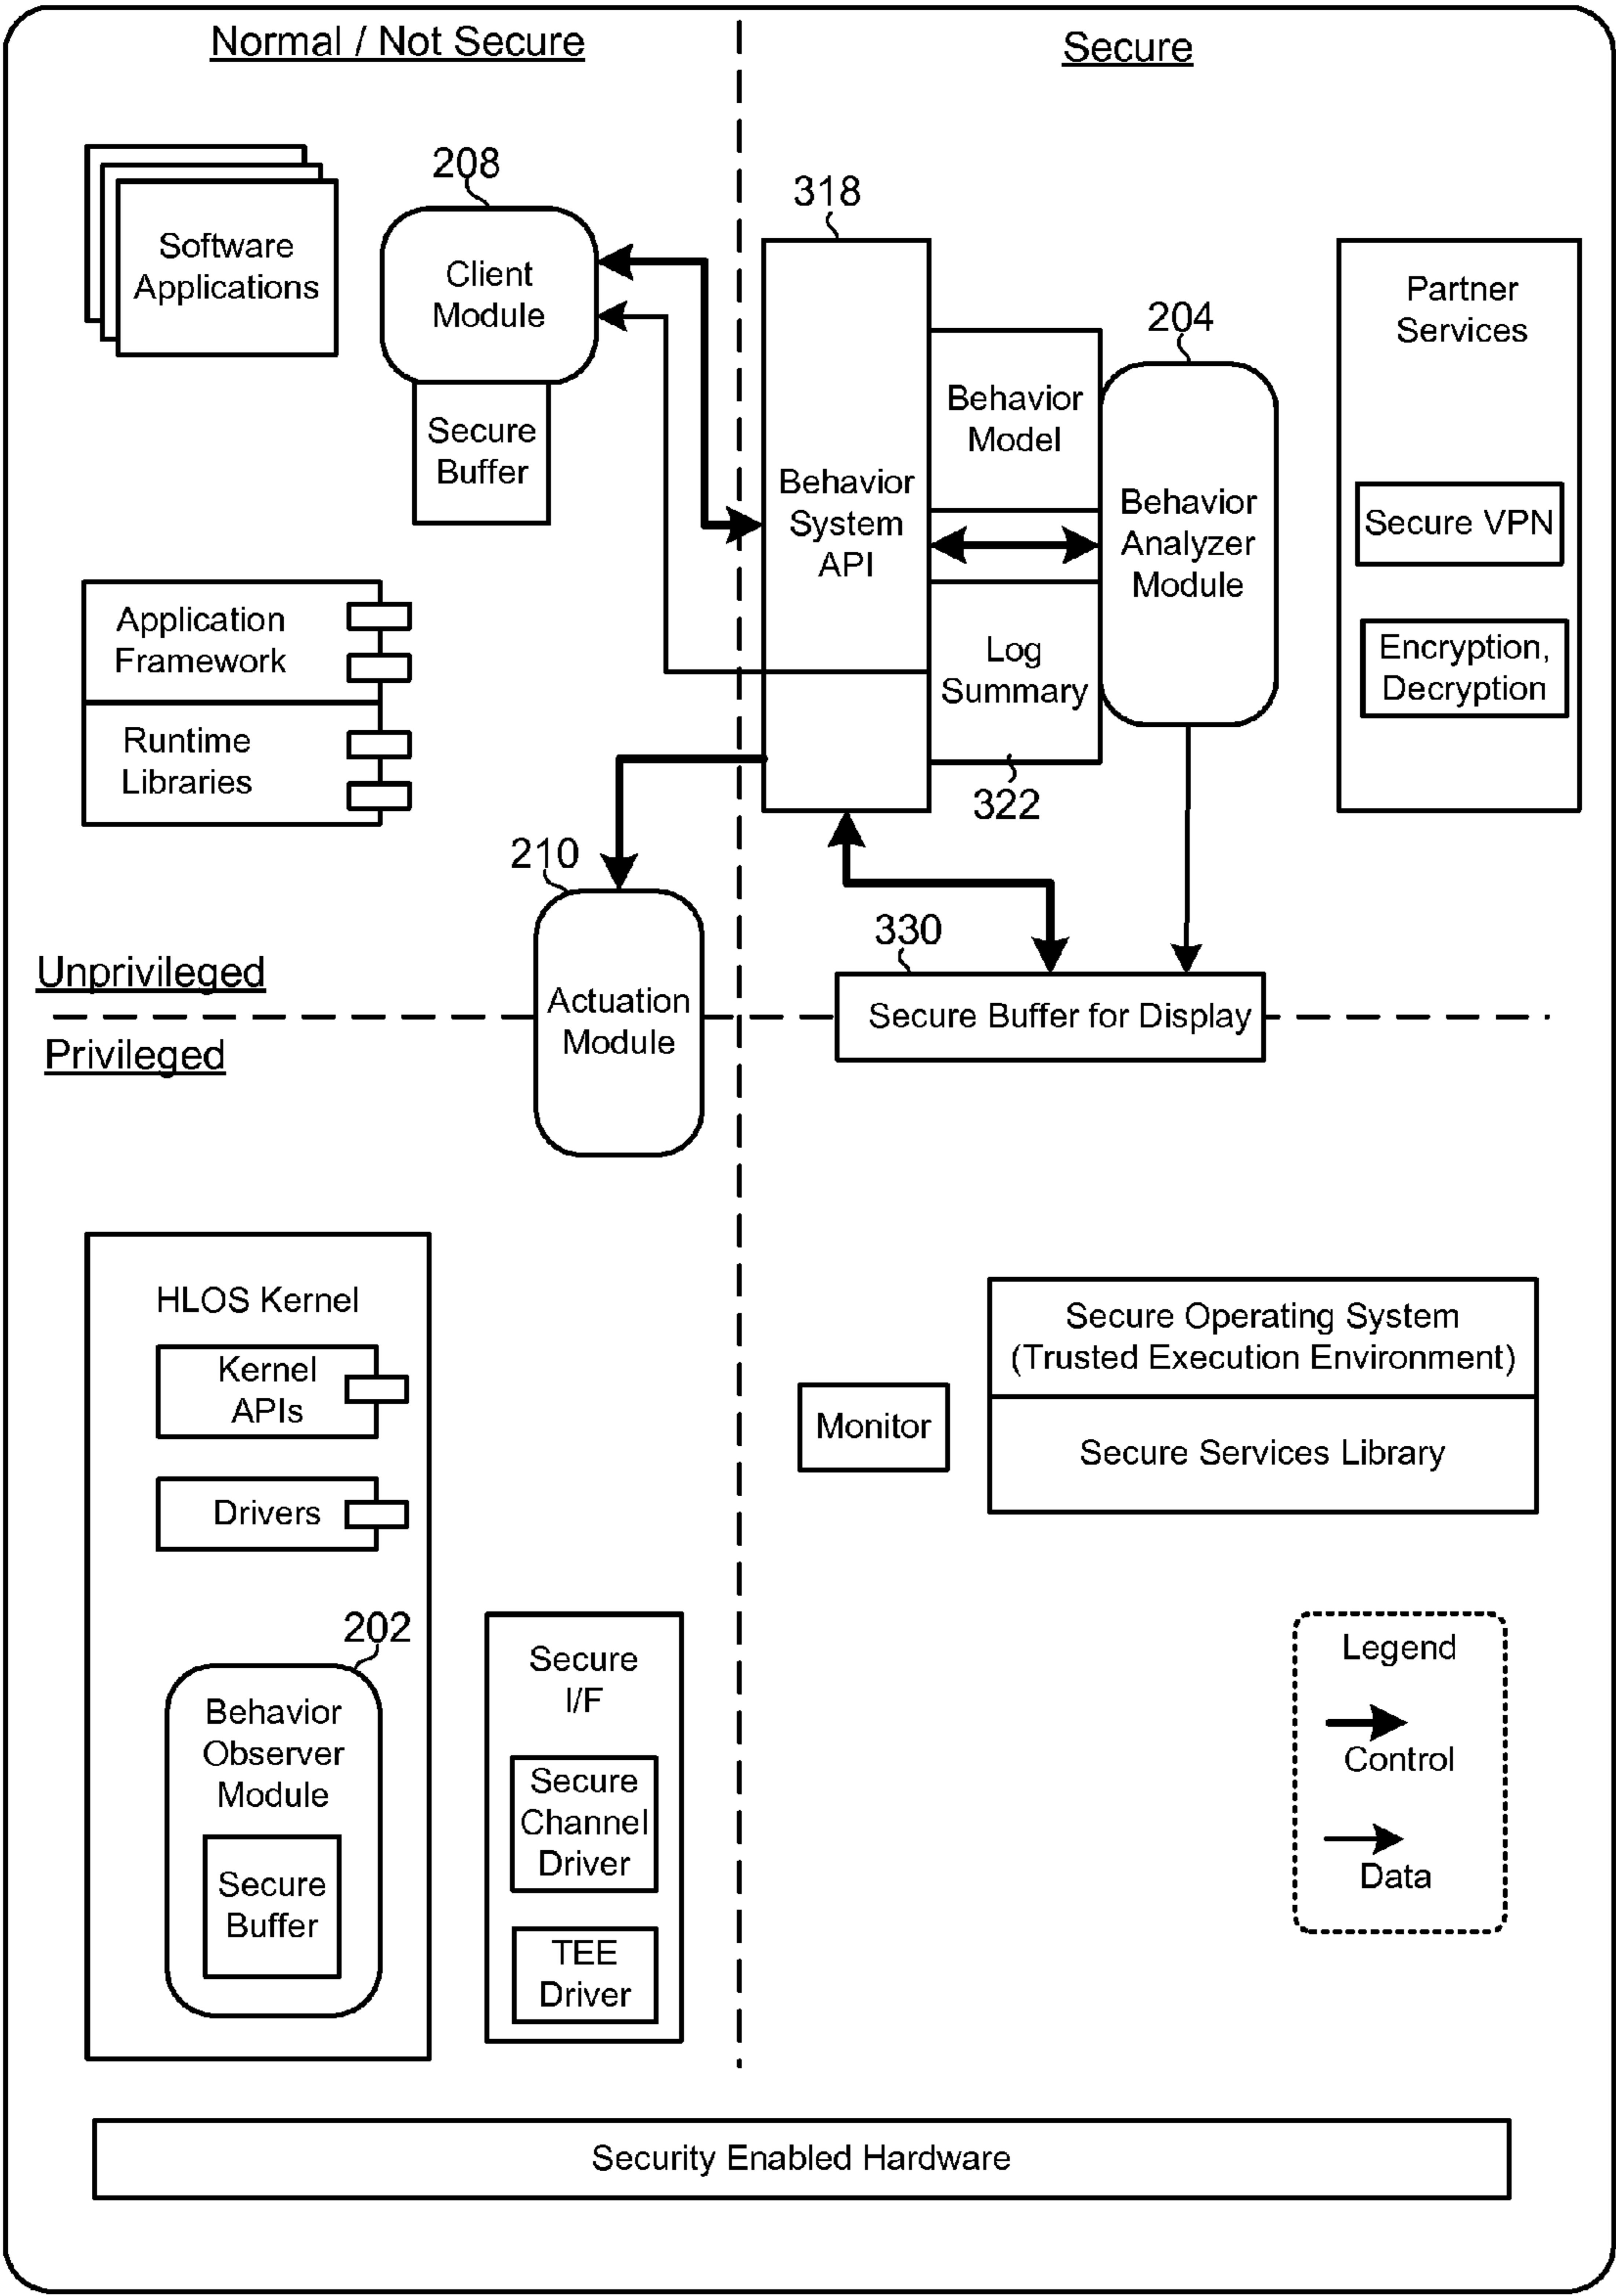 Normal / Not Secure
Secure
208
318
Software
Applications
Client
Module
Secure
Buffer
Behavior
System
API
Behavior
Model
204
Behavior
Analyzer
Module
Log
Summary
322
Partner
Services
Secure VPN
Encryption,
Decryption
Application
Framework
Runtime
Libraries
210
Actuation
Module
330
Secure Buffer for Display
Unprivileged
Privileged
HLOS Kernel
Kernel
APIs
Drivers
202
Behavior
Observer
Module
Secure
Buffer
Secure
I/F
Secure
Channel
Driver
TEE
Driver
Monitor
Secure Operating System
(Trusted Execution Environment)
Secure Services Library
Legend
Control
Data
Security Enabled Hardware